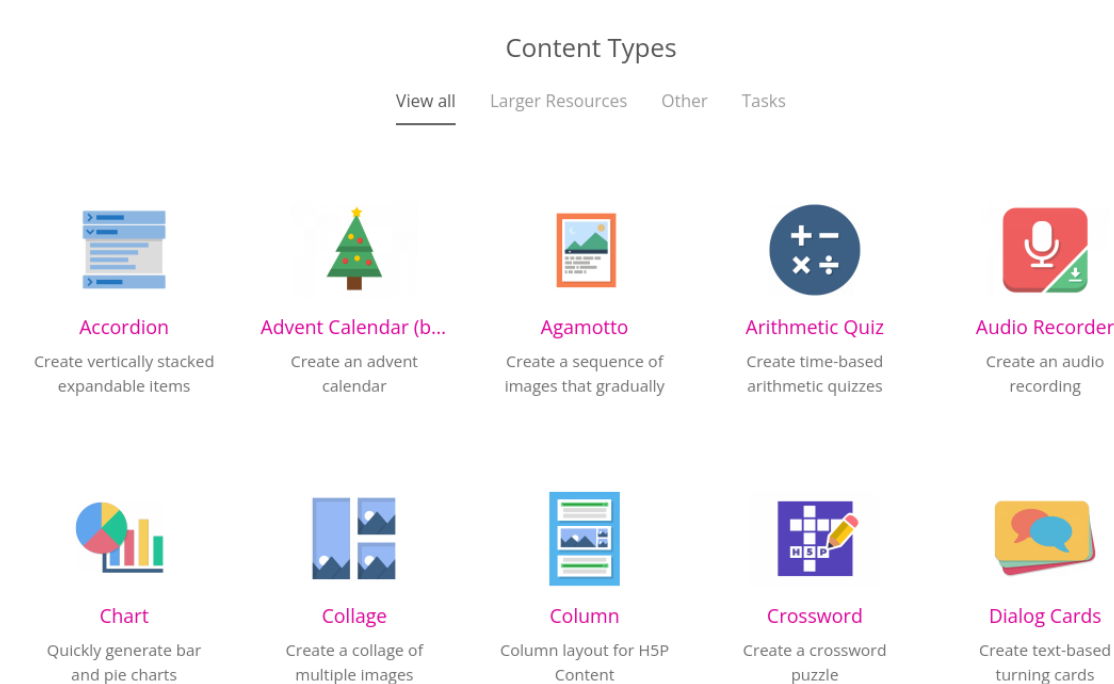 Content Types
View all Larger Resources Other Tasks
Accordion
Create vertically stacked
expandable items
Advent Calendar (b...
Create an advent
calendar
Agamotto
Create a sequence of
images that gradually
Arithmetic Quiz
Create time-based
arithmetic quizzes
Audio Recorder
Create an audio
recording
Chart
Quickly generate bar
and pie charts
Collage
Create a collage of
multiple images
Column
Column layout for H5P
Content
H5P
Crossword
Create a crossword
puzzle
Dialog Cards
Create text-based
turning cards